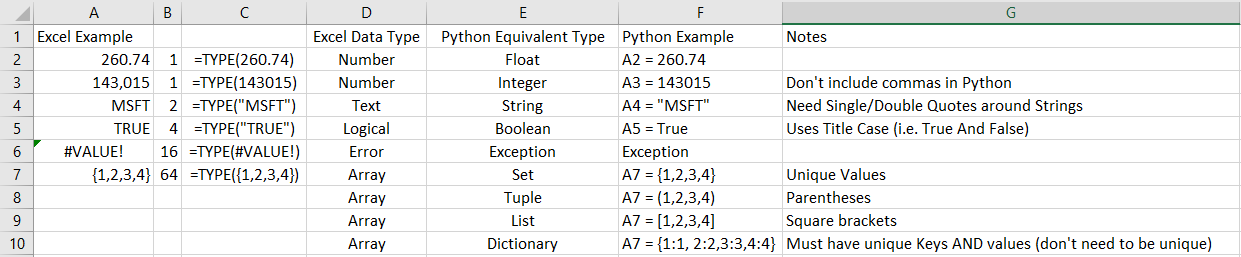 A B C D E F G
1 Excel Example Excel Data Type Python Equivalent Type Python Example Notes
2 260.74 1 =TYPE(260.74) Number Float A2 = 260.74
3 143,015 1 =TYPE(143015) Number Integer A3 = 143015 Don't include commas in Python
4 MSFT 2 =TYPE("MSFT") Text String A4 = "MSFT" Need Single/Double Quotes around Strings
5 TRUE 4 =TYPE("TRUE") Logical Boolean A5 = True Uses Title Case (i.e. True And False)
6 #VALUE! 16 =TYPE(#VALUE!) Error Exception Exception
7 {1,2,3,4} 64 =TYPE({1,2,3,4}) Array Set A7 = {1,2,3,4} Unique Values
8 Array Tuple A7 = (1,2,3,4) Parentheses
9 Array List A7 = [1,2,3,4] Square brackets
10 Array Dictionary A7 = {1:1, 2:2,3:3,4:4} Must have unique Keys AND values (don't need to be unique)